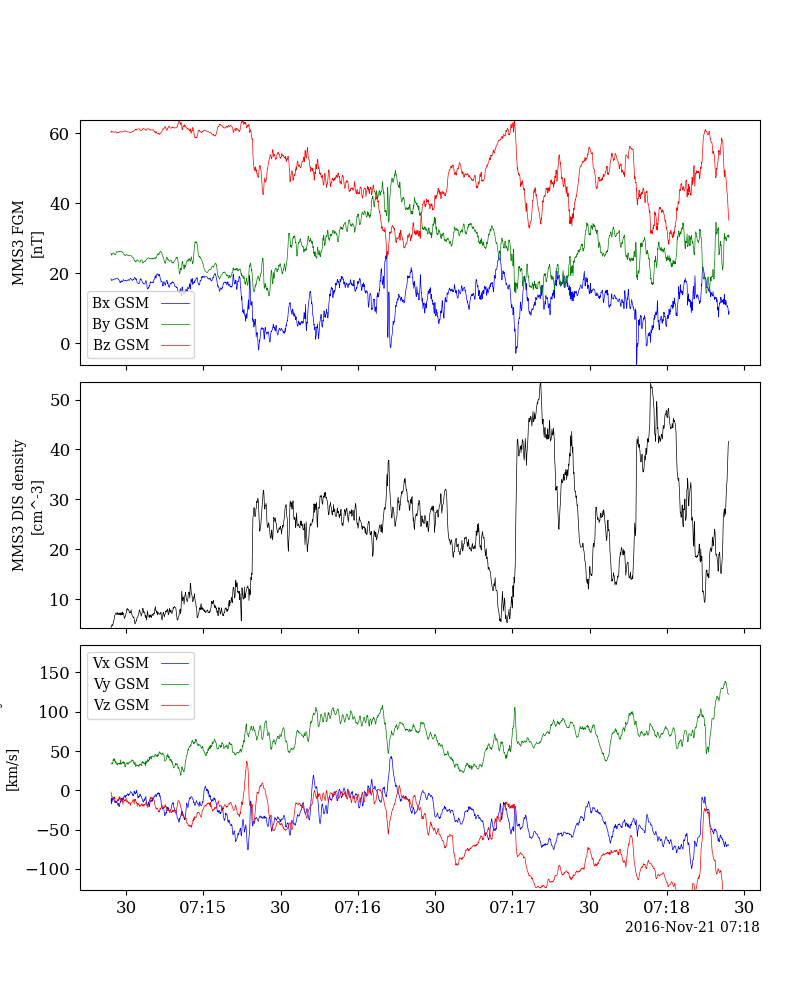 60
40
20
0
MMS3 FGM
[nT]
Bx GSM
By GSM
Bz GSM
50
40
30
20
10
MMS3 DIS density
[cm^-3]
150
100
50
0
−50
−100
[km/s]
Vx GSM
Vy GSM
Vz GSM
30 07:15 30 07:16 30 07:17 30 07:18 30
2016-Nov-21 07:18